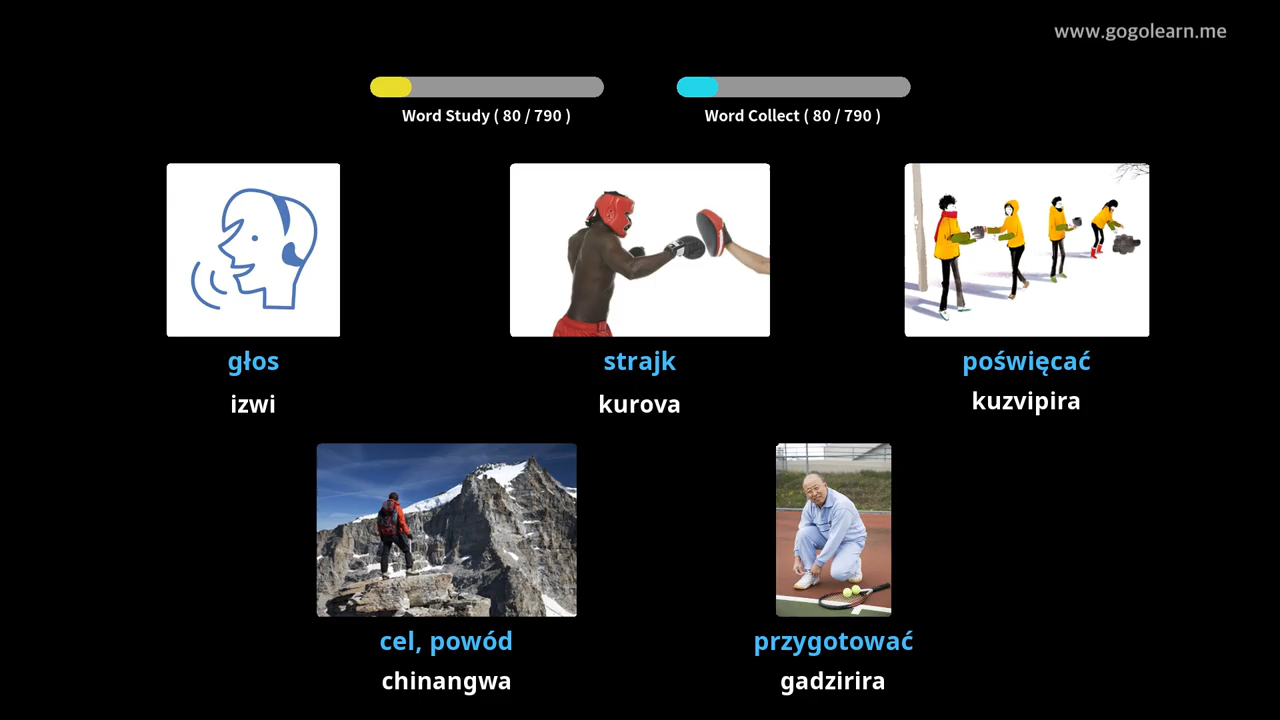 www.gogolearn.me
Word Study ( 80 / 790 )
Word Collect ( 80 / 790 )
głos
izwi
strajk
kurova
poświęcać
kuzvipira
cel, powód
chinangwa
przygotować
gadzirira